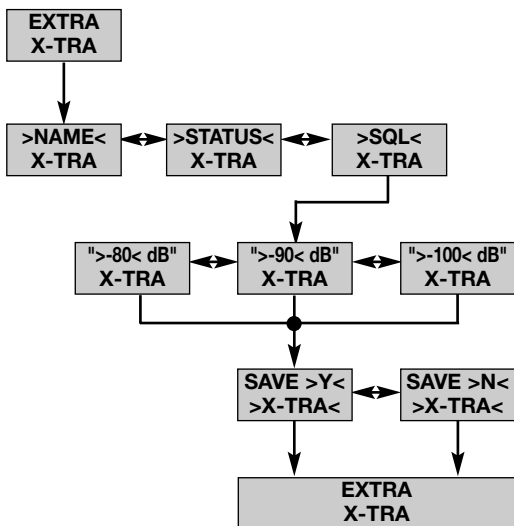 EXTRA
X-TRA
>NAME<
X-TRA
>STATUS<
X-TRA
>SQL<
X-TRA
">-80< dB"
X-TRA
">-90< dB"
X-TRA
">-100< dB"
X-TRA
SAVE >Y<
>X-TRA<
SAVE >N<
>X-TRA<
EXTRA
X-TRA